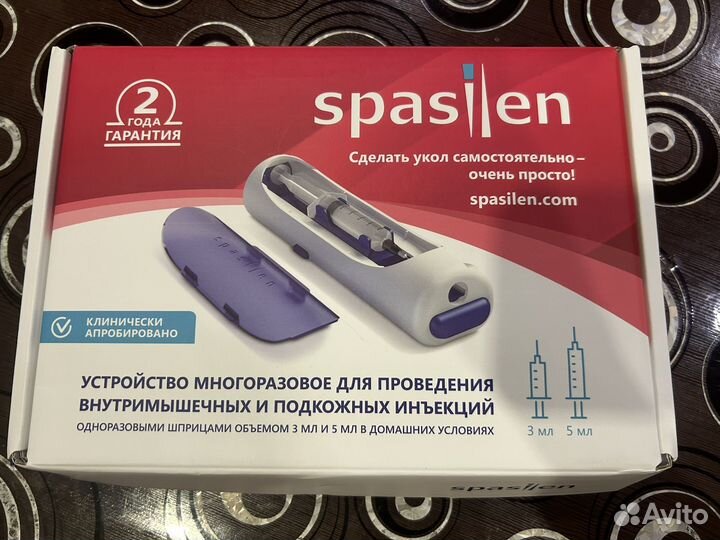 2
ГОДА
ГАРАНТИЯ
spasilen
Сделать укол самостоятельно –
очень просто!
spasilen.com
spasilen
КЛИНИЧЕСКИ
АПРОБИРОВАНО
УСТРОЙСТВО МНОГОРАЗОВОЕ ДЛЯ ПРОВЕДЕНИЯ
ВНУТРИМЫШЕЧНЫХ И ПОДКОЖНЫХ ИНЪЕКЦИЙ
ОДНОРАЗОВЫМИ ШПРИЦАМИ ОБЪЕМОМ 3 МЛ И 5 МЛ В ДОМАШНИХ УСЛОВИЯХ
3 мл 5 мл
spasilen
Avito